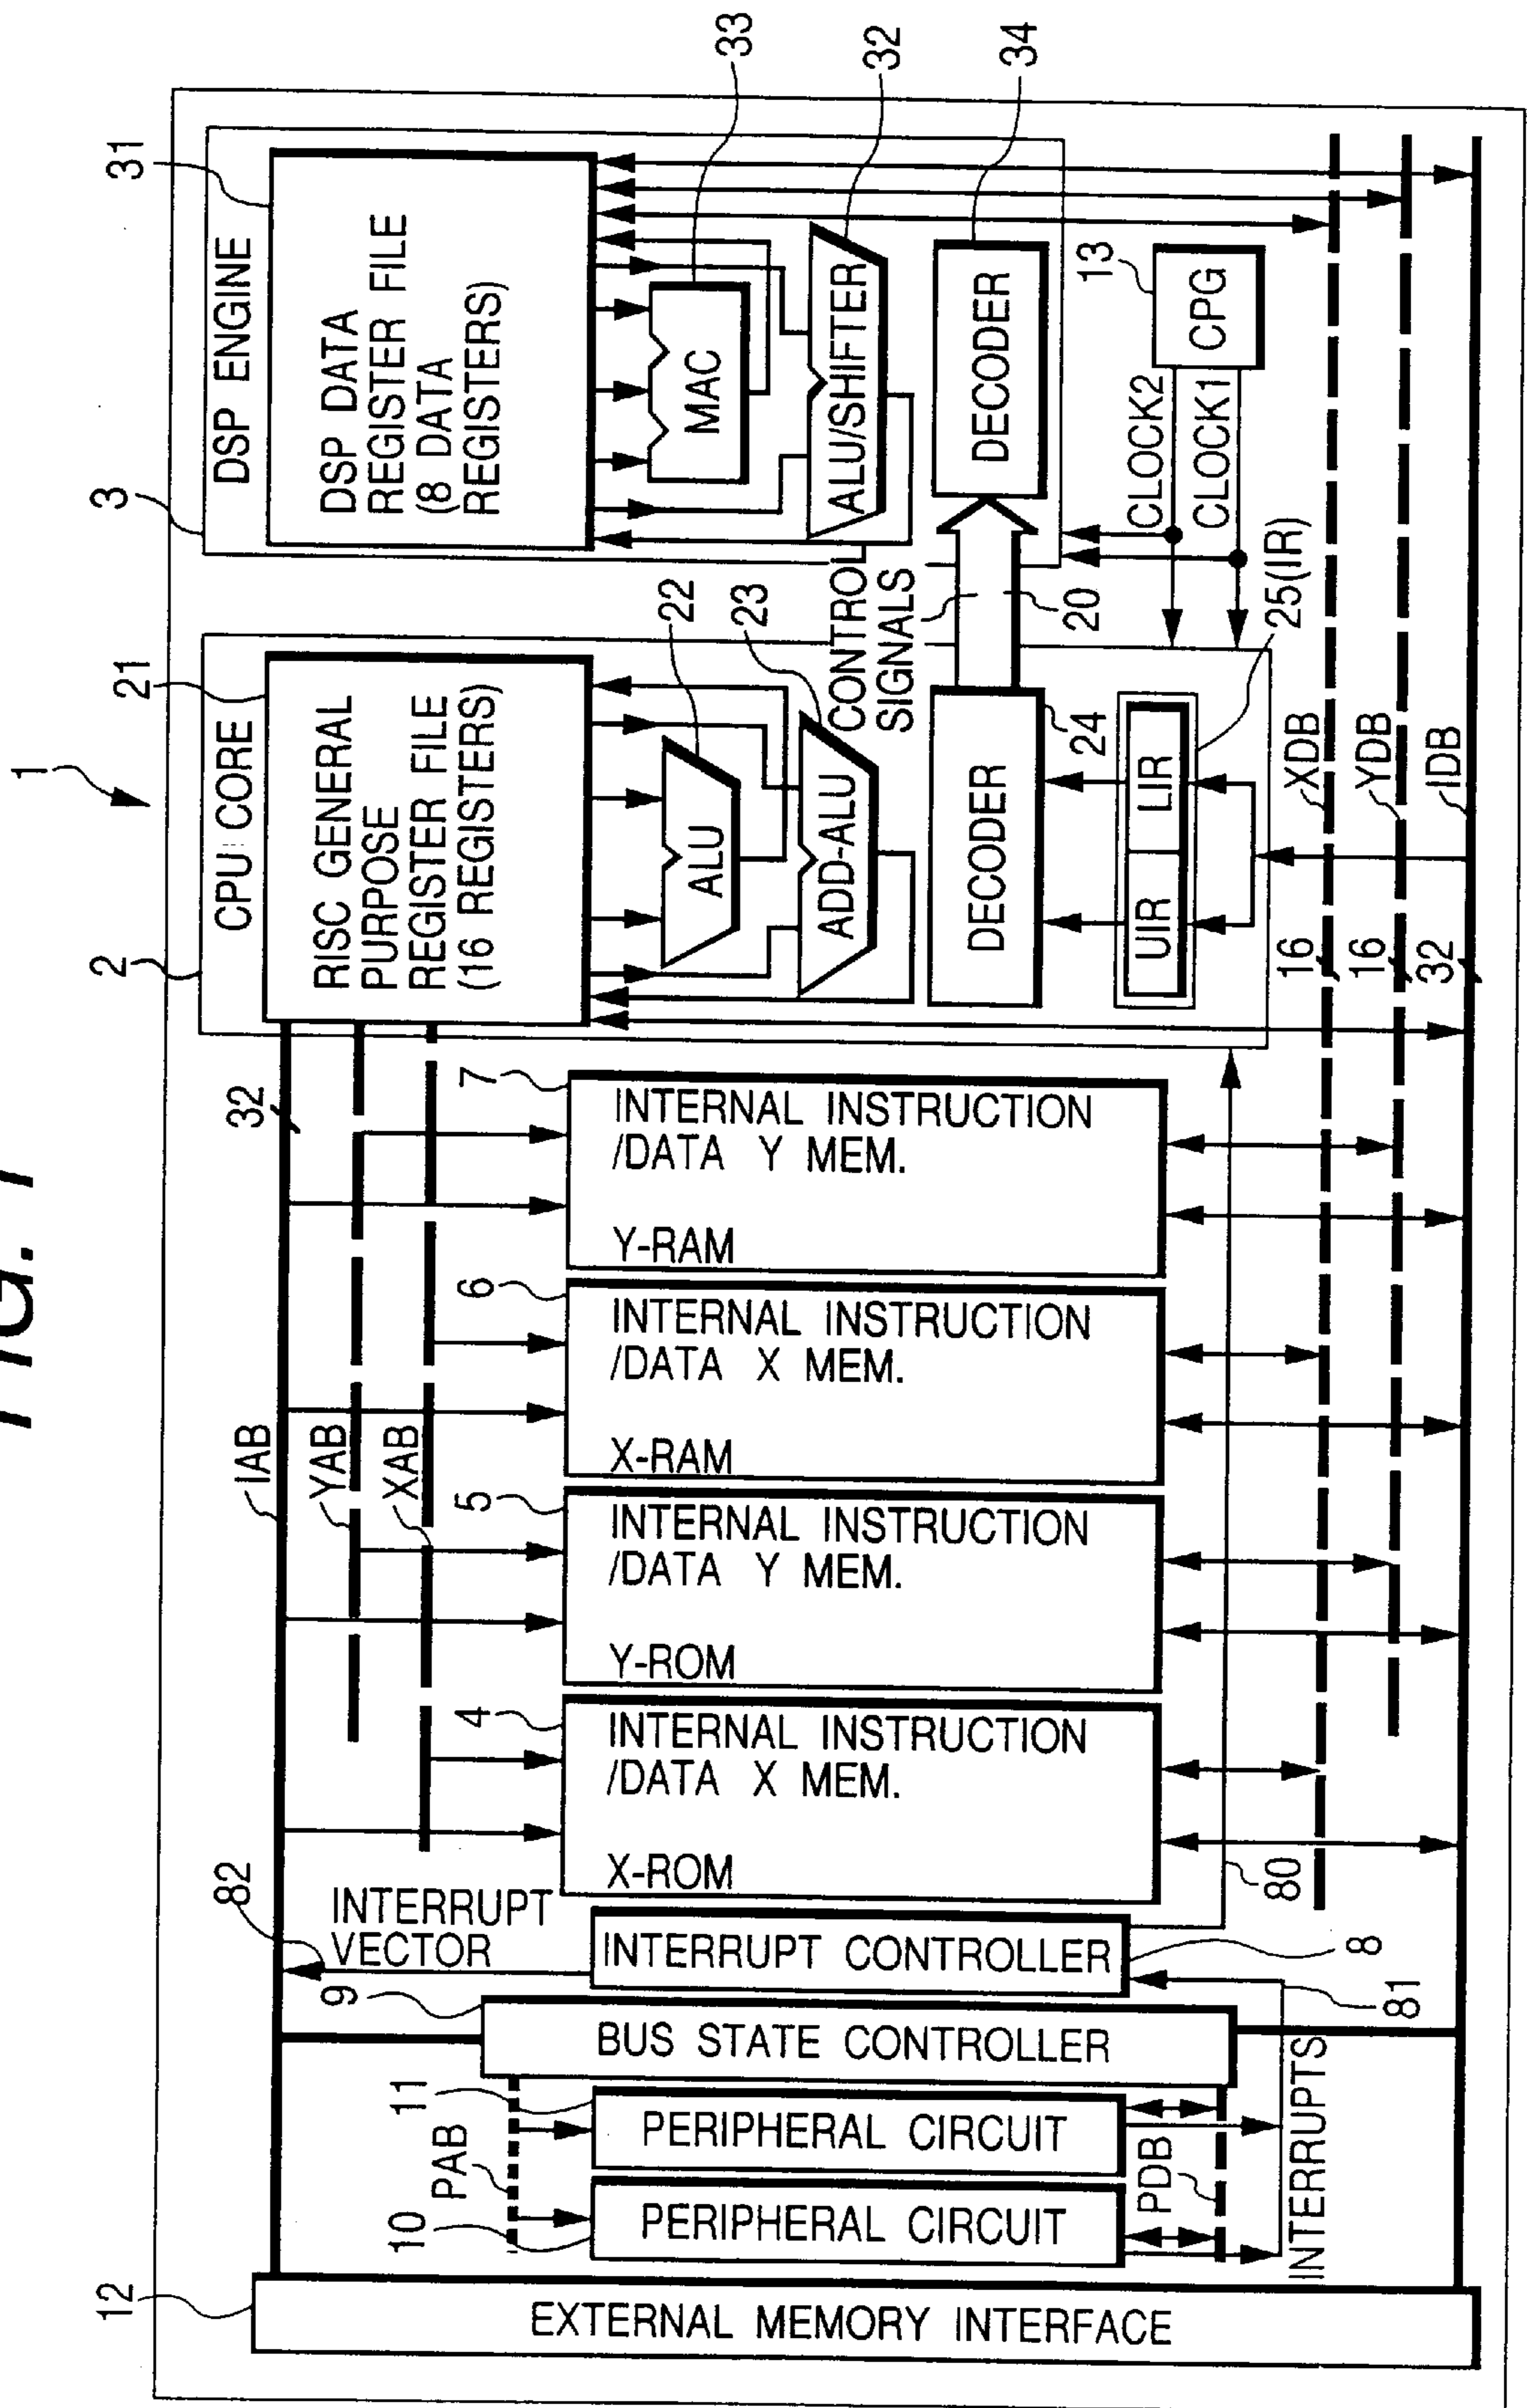 FIG. 1
1
2
CPU CORE
21
RISC GENERAL
PURPOSE
REGISTER FILE
(16 REGISTERS)
22
ALU
23
ADD-ALU
CONTROL
SIGNALS
20
DECODER
24
UIR
LIR
25(IR)
3
DSP ENGINE
31
DSP DATA
REGISTER FILE
(8 DATA
REGISTERS)
33
MAC
32
ALU/SHIFTER
34
DECODER
CLOCK2
CLOCK1
13
CPG
16
XDB
16
YDB
32
IDB
32
IAB
YAB
XAB
7
INTERNAL INSTRUCTION
/DATA Y MEM.
Y-RAM
6
INTERNAL INSTRUCTION
/DATA X MEM.
X-RAM
5
INTERNAL INSTRUCTION
/DATA Y MEM.
Y-ROM
4
INTERNAL INSTRUCTION
/DATA X MEM.
X-ROM
80
82
INTERRUPT
VECTOR
INTERRUPT CONTROLLER
8
81
9
BUS STATE CONTROLLER
11
PERIPHERAL CIRCUIT
PAB
10
PERIPHERAL CIRCUIT
PDB
INTERRUPTS
12
EXTERNAL MEMORY INTERFACE